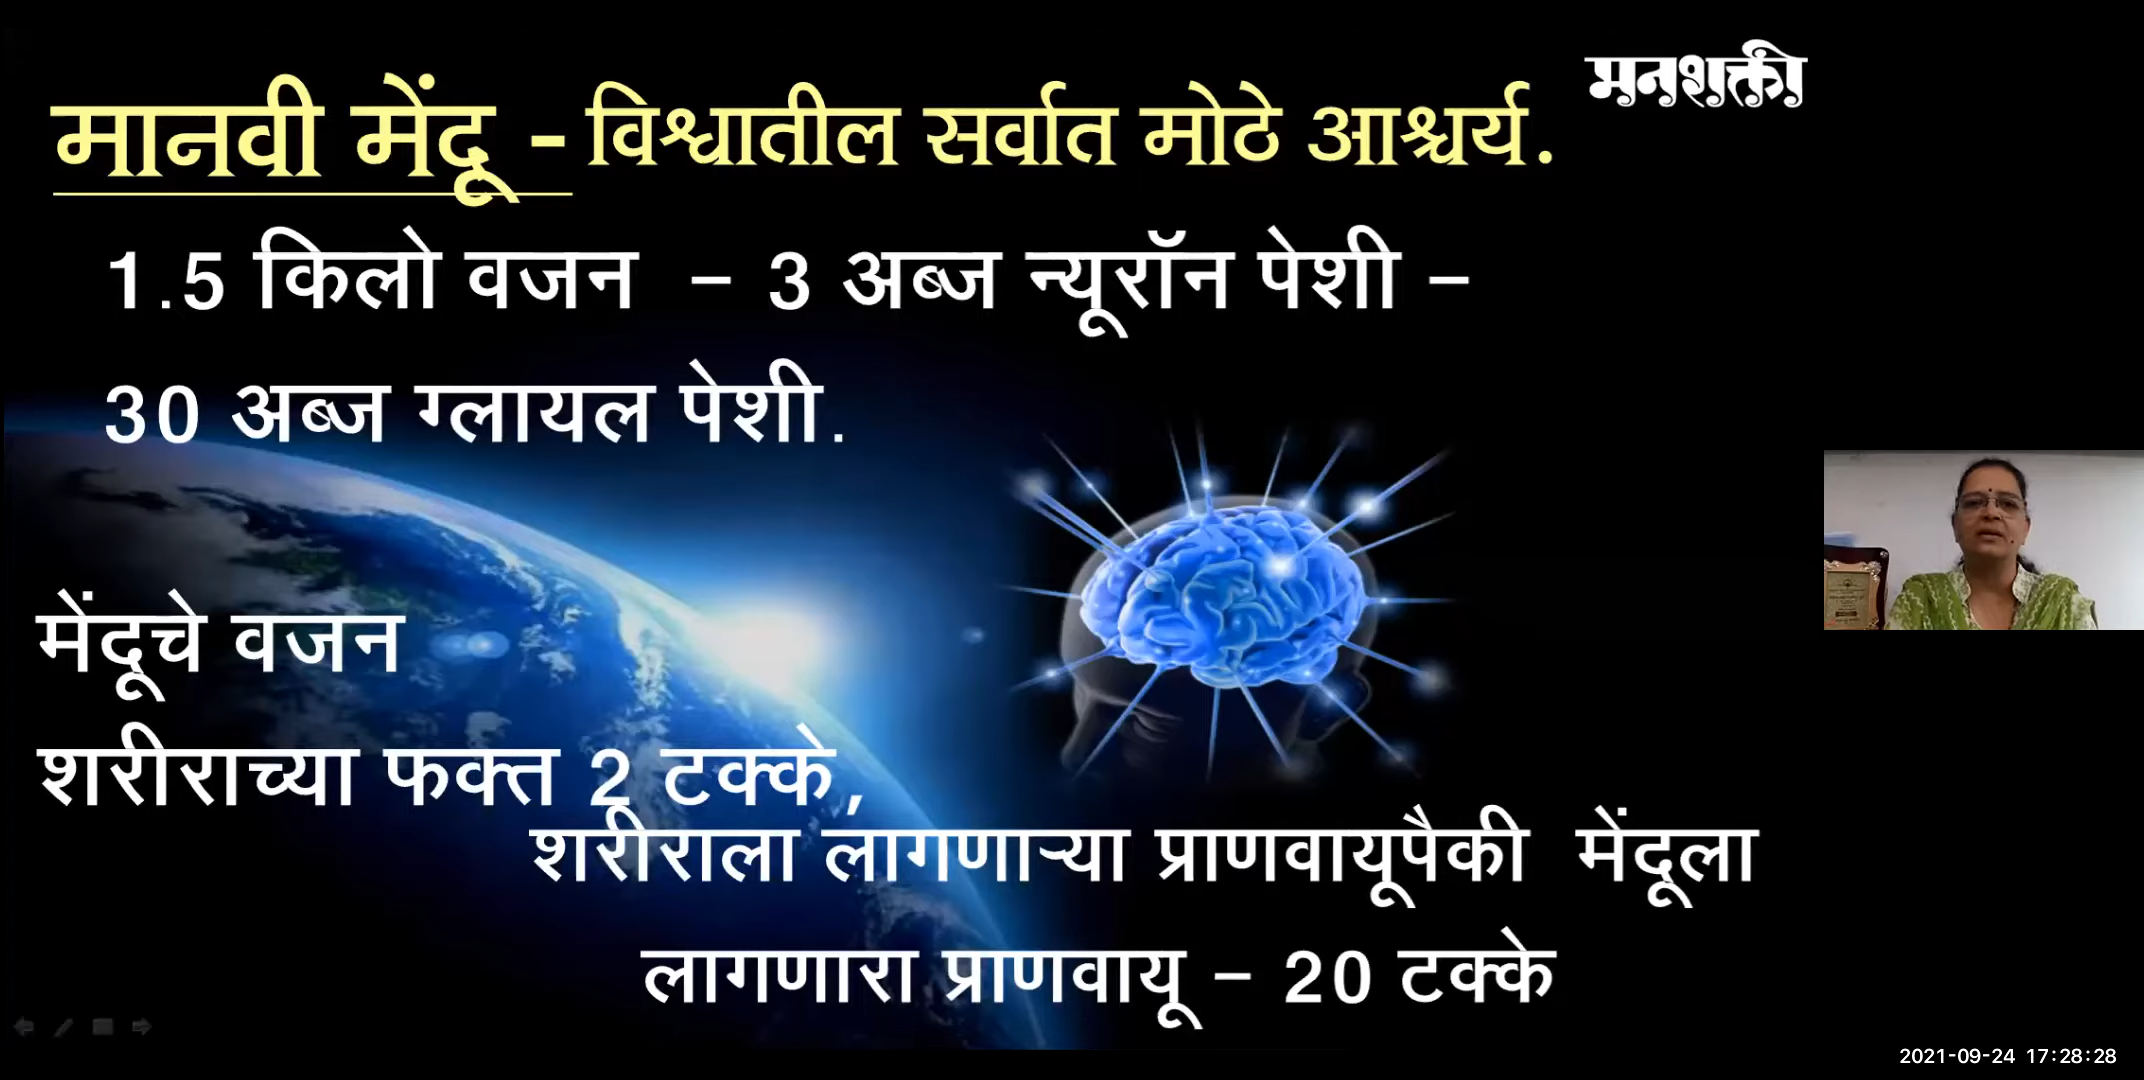 मनशक्ती
मानवी मेंदू - विश्वातील सर्वात मोठे आश्चर्य.
1.5 किलो वजन – 3 अब्ज न्यूरॉन पेशी –
30 अब्ज ग्लायल पेशी.
मेंदूचे वजन
शरीराच्या फक्त 2 टक्के,
शरीराला लागणाऱ्या प्राणवायूपैकी मेंदूला
लागणारा प्राणवायू – 20 टक्के
2021-09-24 17:28:28